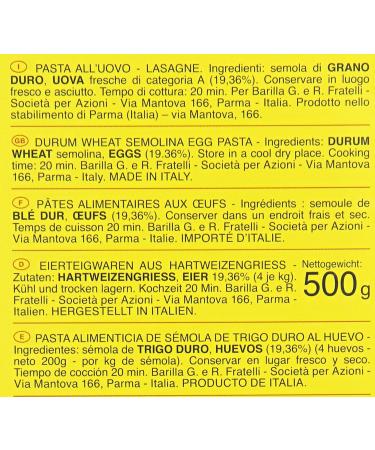 I PASTA ALL'UOVO - LASAGNE. Ingredienti: semola di GRANO
DURO, UOVA fresche di categoria A (19,36%). Conservare in luogo
fresco e asciutto. Tempo di cottura: 20 min. Per Barilla G. e R. Fratelli -
Società per Azioni - Via Mantova 166, Parma - Italia. Prodotto nello
stabilimento di Parma (Italia) – via Mantova, 166.
GB DURUM WHEAT SEMOLINA EGG PASTA - Ingredients: DURUM
WHEAT semolina, EGGS (19.36%). Store in a cool dry place. Cooking
time: 20 min. Barilla G. e R. Fratelli - Società per Azioni - Via Mantova
166, Parma - Italy. MADE IN ITALY.
F PÂTES ALIMENTAIRES AUX ŒUFS - Ingrédients : semoule de
BLÉ DUR, ŒUFS (19,36%). Conserver dans un endroit frais et sec.
Temps de cuisson 20 min. Barilla G. e R. Fratelli - Società per Azioni -
Via Mantova 166, Parma - Italie. IMPORTÉ D'ITALIE.
D EIERTEIGWAREN AUS HARTWEIZENGRIESS -
Zutaten: HARTWEIZENGRIESS, EIER 19,36% (4 je kg).
Kühl und trocken lagern. Kochzeit 20 Min. Barilla G. e R.
Fratelli - Società per Azioni - Via Mantova 166, Parma -
Italien. HERGESTELLT IN ITALIEN.
Nettogewicht:
500g
E PASTA ALIMENTICIA DE SÉMOLA DE TRIGO DURO AL HUEVO -
Ingredientes: sémola de TRIGO DURO, HUEVOS (19,36%) (4 huevos -
neto 200g - por kg de sémola). Conservar en lugar fresco y seco.
Tiempo de cocción 20 min. Barilla G. e R. Fratelli - Società per Azioni -
Via Mantova 166, Parma - Italia. PRODUCTO DE ITALIA.